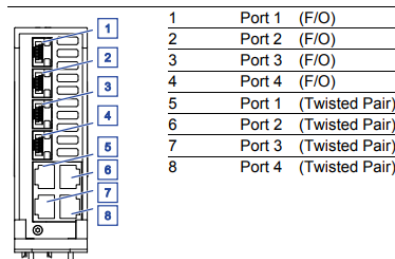 1 Port 1 (F/O)
2 Port 2 (F/O)
3 Port 3 (F/O)
4 Port 4 (F/O)
5 Port 1 (Twisted Pair)
6 Port 2 (Twisted Pair)
7 Port 3 (Twisted Pair)
8 Port 4 (Twisted Pair)
1
2
3
4
5
6
7
8